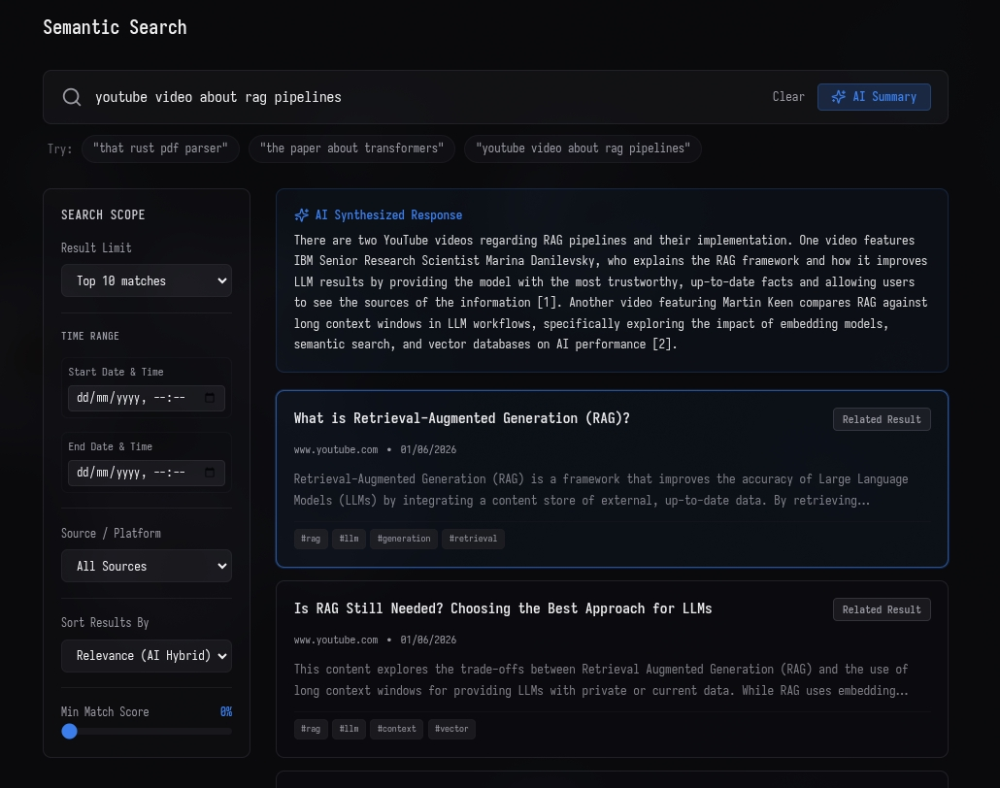 Semantic Search
youtube video about rag pipelines
Clear
AI Summary
Try:
"that rust pdf parser"
"the paper about transformers"
"youtube video about rag pipelines"
SEARCH SCOPE
Result Limit
Top 10 matches
TIME RANGE
Start Date & Time
dd/mm/yyyy, --:--
End Date & Time
dd/mm/yyyy, --:--
Source / Platform
All Sources
Sort Results By
Relevance (AI Hybrid)
Min Match Score
0%
AI Synthesized Response
There are two YouTube videos regarding RAG pipelines and their implementation. One video features
IBM Senior Research Scientist Marina Danilevsky, who explains the RAG framework and how it improves
LLM results by providing the model with the most trustworthy, up-to-date facts and allowing users
to see the sources of the information [1]. Another video featuring Martin Keen compares RAG against
long context windows in LLM workflows, specifically exploring the impact of embedding models,
semantic search, and vector databases on AI performance [2].
What is Retrieval-Augmented Generation (RAG)?
Related Result
www.youtube.com • 01/06/2026
Retrieval-Augmented Generation (RAG) is a framework that improves the accuracy of Large Language
Models (LLMs) by integrating a content store of external, up-to-date data. By retrieving...
#rag
#llm
#generation
#retrieval
Is RAG Still Needed? Choosing the Best Approach for LLMs
Related Result
www.youtube.com • 01/06/2026
This content explores the trade-offs between Retrieval Augmented Generation (RAG) and the use of
long context windows for providing LLMs with private or current data. While RAG uses embedding...
#rag
#llm
#context
#vector